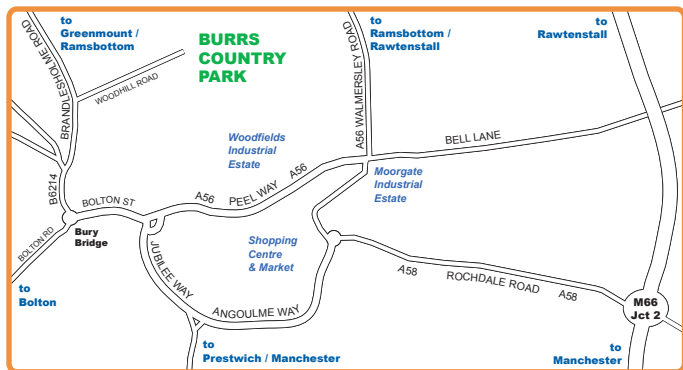 to
Greenmount /
Ramsbottom
BRANDLESHOLME ROAD
WOODHILL ROAD
BURRS
COUNTRY
PARK
A56 WALMERSLEY ROAD
to
Ramsbottom /
Rawtenstall
to
Rawtenstall
Woodfields
Industrial
Estate
BELL LANE
Moorgate
Industrial
Estate
B6214
BOLTON ST
A56
PEEL WAY
A56
BOLTON RD
Bury
Bridge
to
Bolton
JUBILEE WAY
Shopping
Centre
& Market
ANGOULME WAY
A58
ROCHDALE ROAD
A58
M66
Jct 2
to
Prestwich / Manchester
to
Manchester